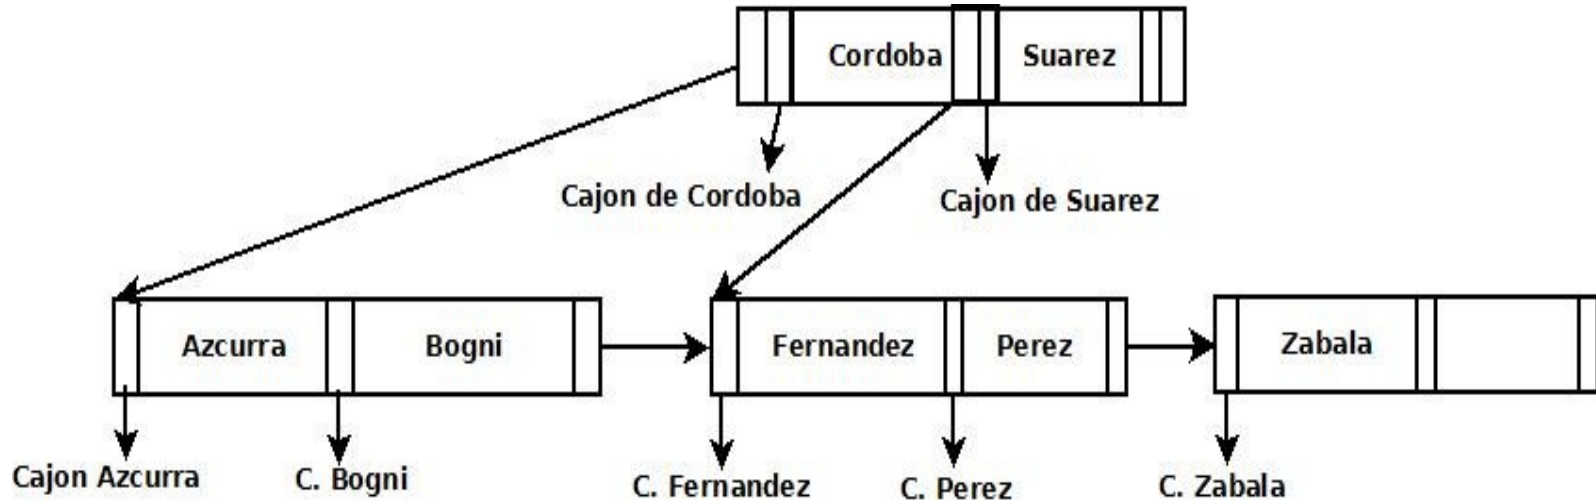 Cordoba Suarez
Cajon de Cordoba Cajon de Suarez
Azcurra Bogni Fernandez Perez Zabala
Cajon Azcurra C. Bogni C. Fernandez C. Perez C. Zabala